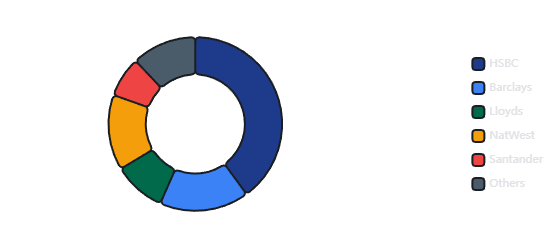 HSBC
Barclays
Lloyds
NatWest
Santander
Others